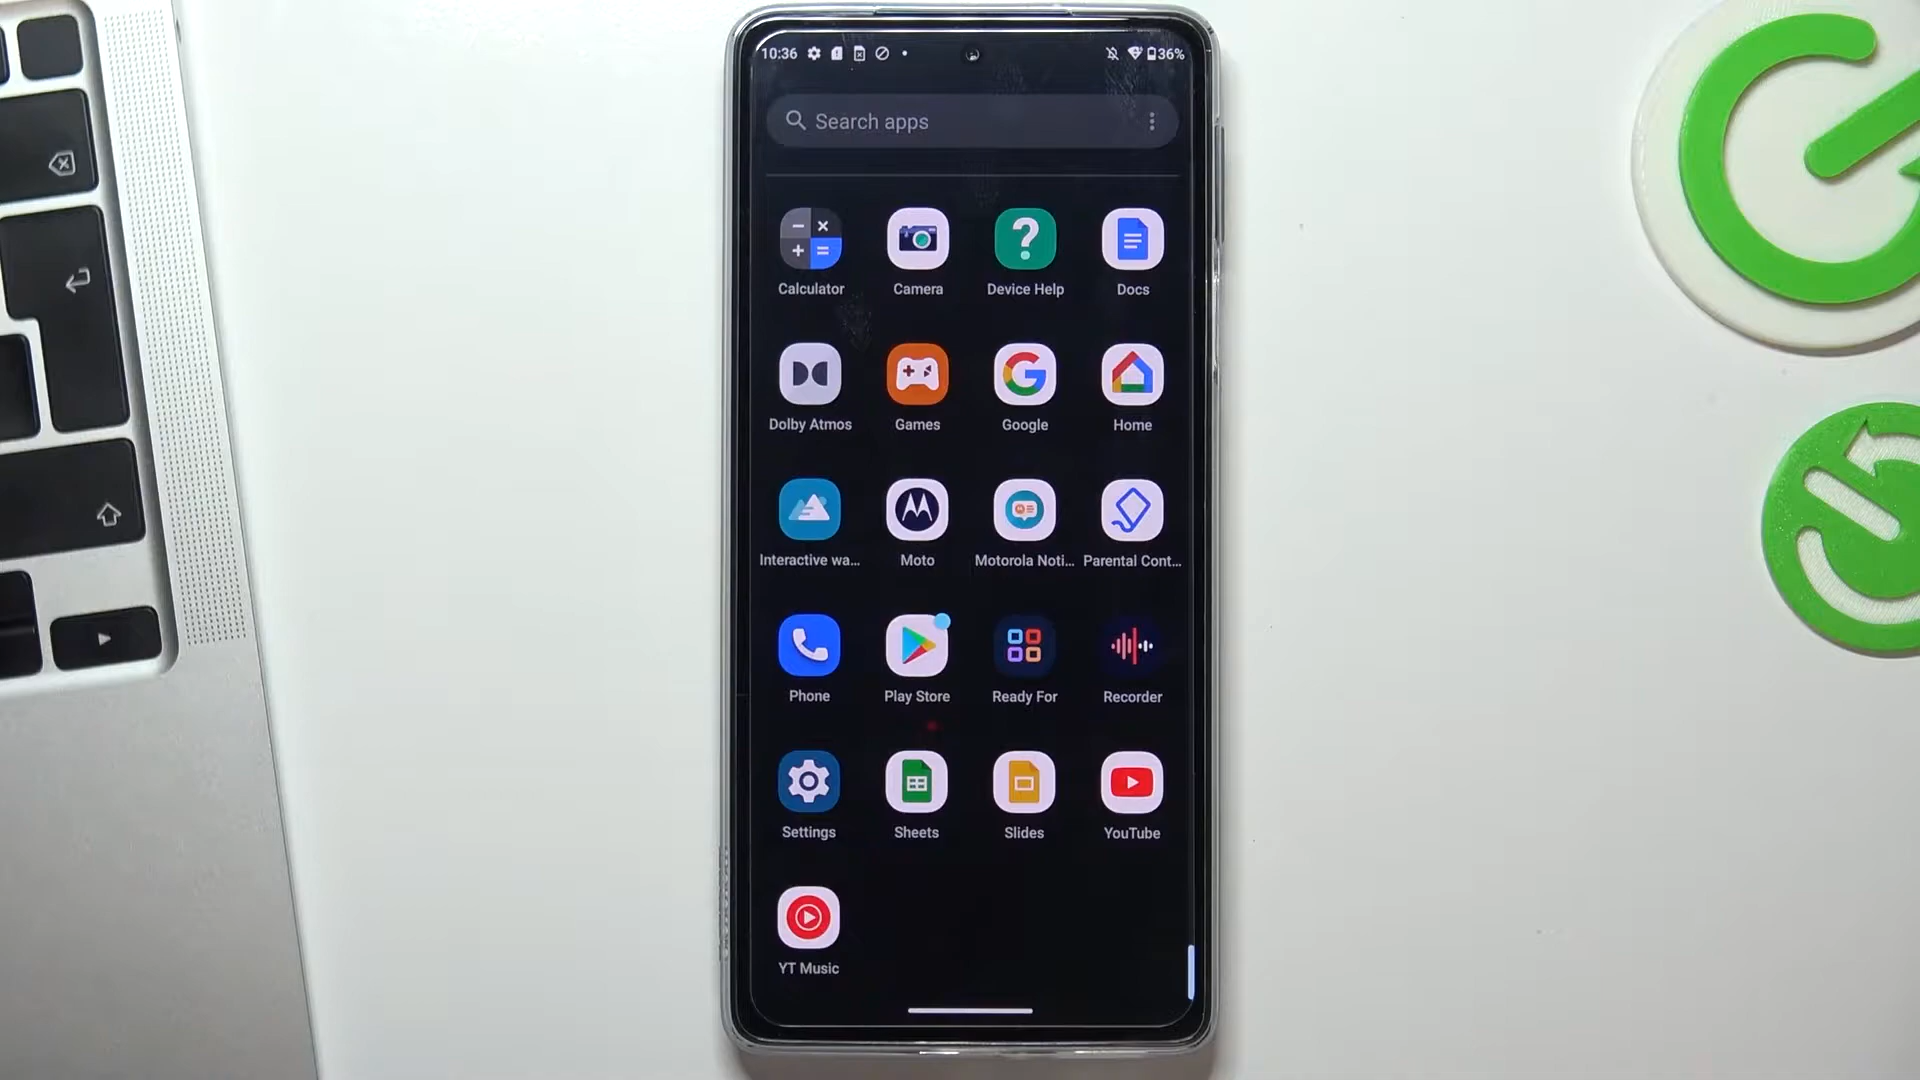 10:36 36%
Search apps
Calculator Camera Device Help Docs
Dolby Atmos Games Google Home
Interactive wa... Moto Motorola Noti... Parental Cont...
Phone Play Store Ready For Recorder
Settings Sheets Slides YouTube
YT Music